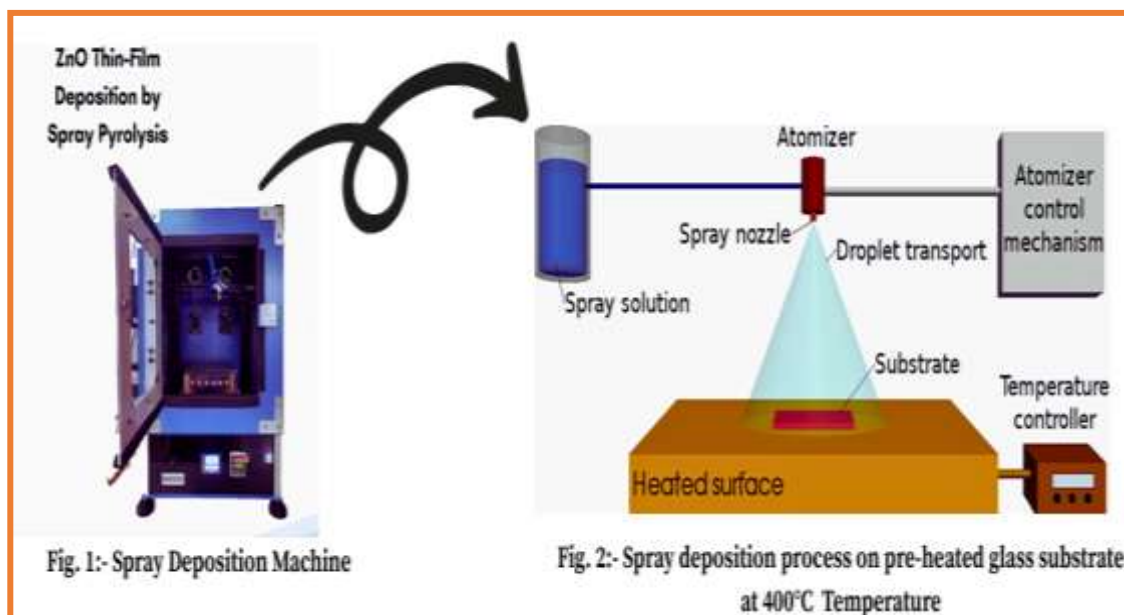 ZnO Thin-Film
Deposition by
Spray Pyrolysis
Atomizer
Atomizer
control
mechanism
Spray nozzle
Droplet transport
Spray solution
Substrate
Temperature
controller
Heated surface
Fig. 1:- Spray Deposition Machine
Fig. 2:- Spray deposition process on pre-heated glass substrate
at 400°C Temperature